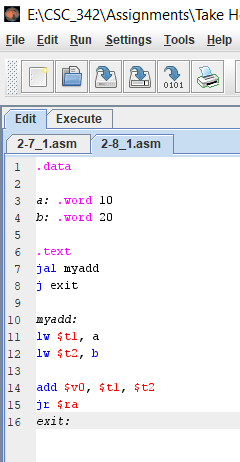 E:\CSC_342\Assignments\Take H
File Edit Run Settings Tools Help
0101
Edit Execute
2-7_1.asm 2-8_1.asm
1 .data
2
3 a: .word 10
4 b: .word 20
5
6 .text
7 jal myadd
8 j exit
9
10 myadd:
11 lw $t1, a
12 lw $t2, b
13
14 add $v0, $t1, $t2
15 jr $ra
16 exit: